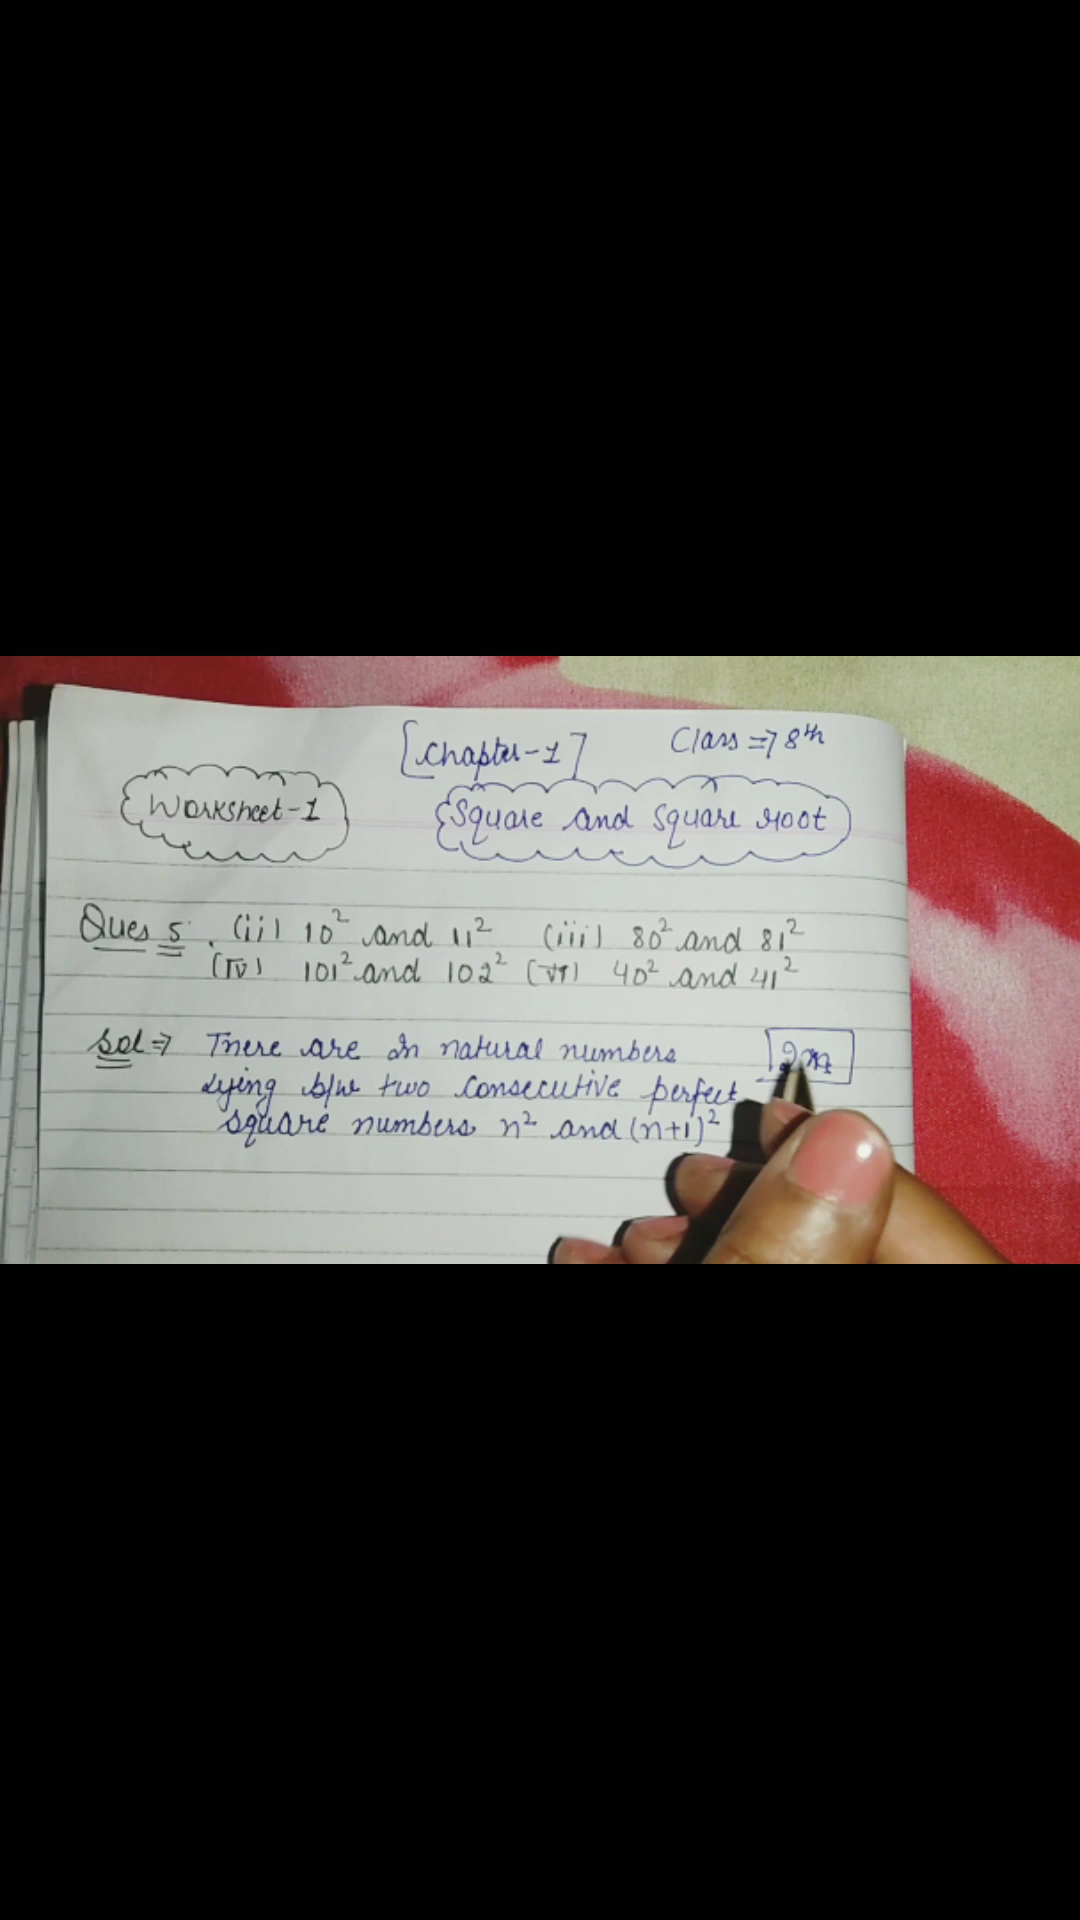 [Chapter-1]
Class => 8th
Worksheet-1
Square and Square root
Ques 5. (ii) 10² and 11² (iii) 80² and 81²
(iv) 101² and 102² (vi) 40² and 41²
Sol => There are 2n natural numbers
lying b/w two consecutive perfect
square numbers n² and (n+1)²